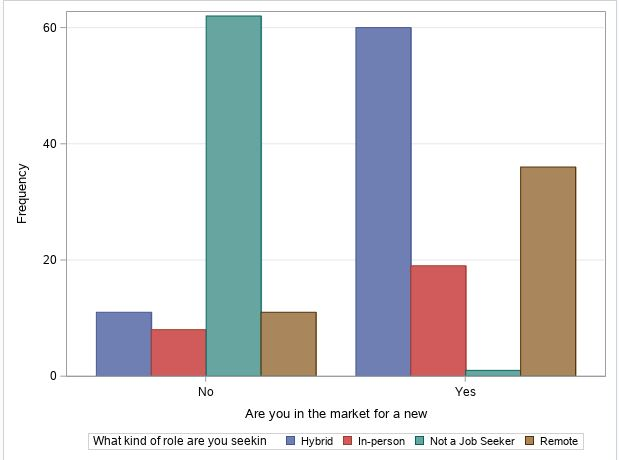 60
40
20
0
Frequency
No Yes
Are you in the market for a new
What kind of role are you seekin Hybrid In-person Not a Job Seeker Remote